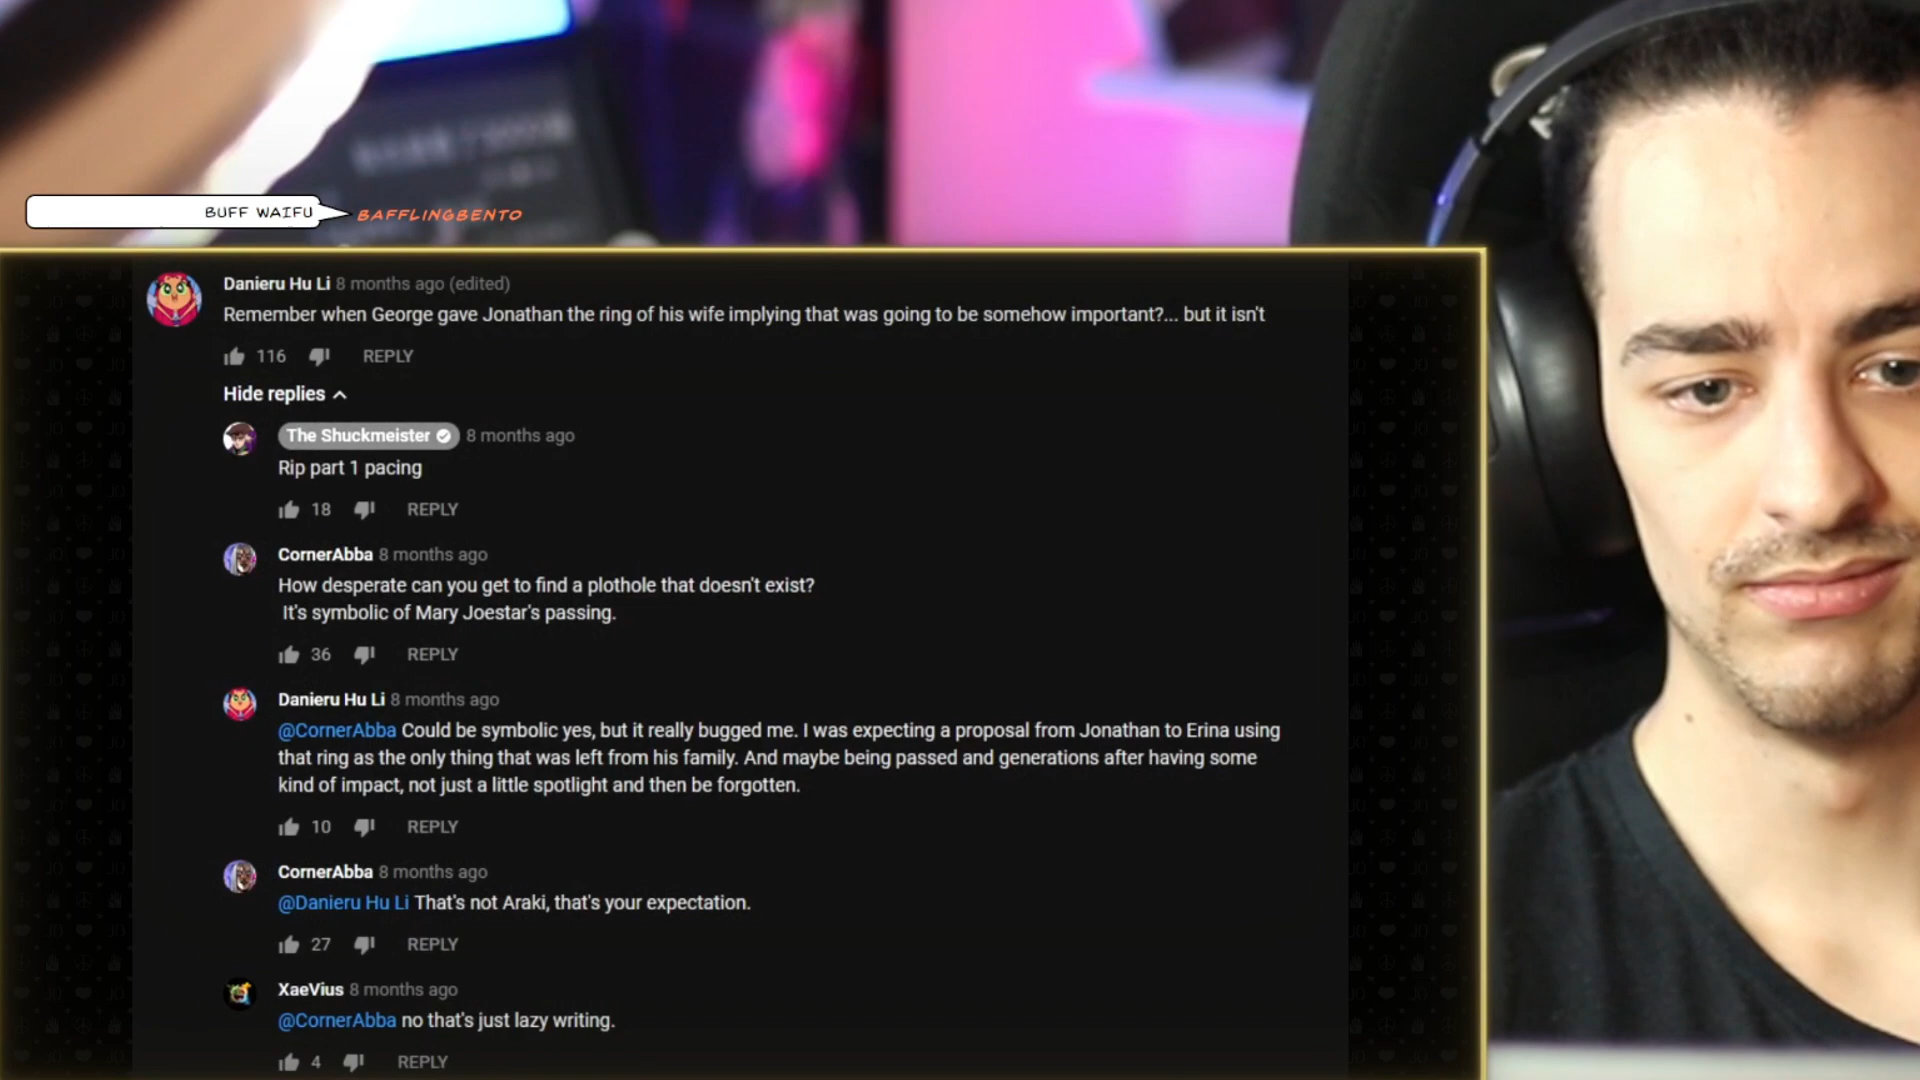 BUFF WAIFU
BAFFLINGBENTO
Danieru Hu Li 8 months ago (edited)
Remember when George gave Jonathan the ring of his wife implying that was going to be somehow important?... but it isn't
116 REPLY
Hide replies
The Shuckmeister 8 months ago
Rip part 1 pacing
18 REPLY
CornerAbba 8 months ago
How desperate can you get to find a plothole that doesn't exist?
It's symbolic of Mary Joestar's passing.
36 REPLY
Danieru Hu Li 8 months ago
@CornerAbba Could be symbolic yes, but it really bugged me. I was expecting a proposal from Jonathan to Erina using
that ring as the only thing that was left from his family. And maybe being passed and generations after having some
kind of impact, not just a little spotlight and then be forgotten.
10 REPLY
CornerAbba 8 months ago
@Danieru Hu Li That's not Araki, that's your expectation.
27 REPLY
XaeVius 8 months ago
@CornerAbba no that's just lazy writing.
4 REPLY